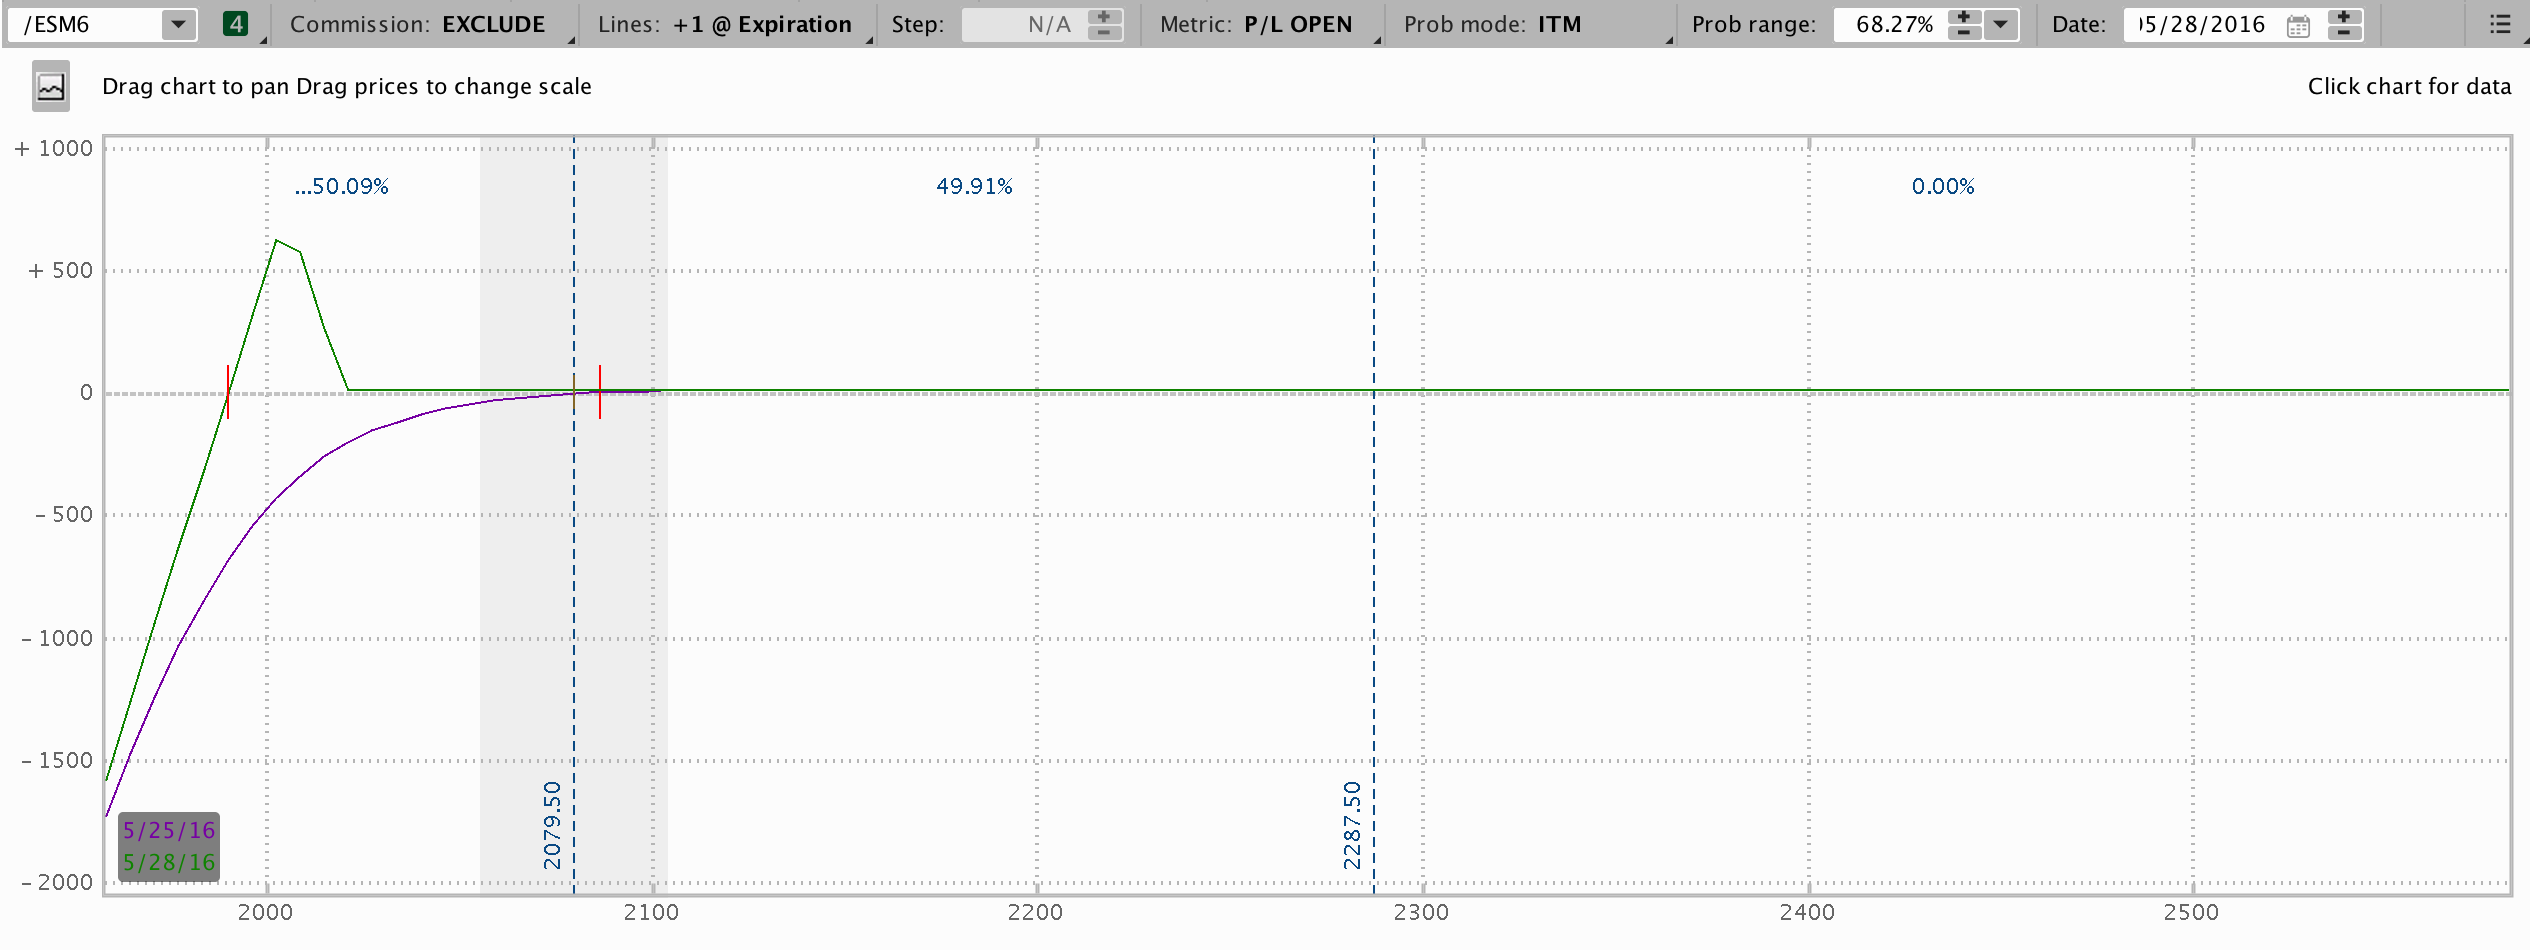 /ESM6 4 Commission: EXCLUDE Lines: +1 @ Expiration Step: N/A Metric: P/L OPEN Prob mode: ITM Prob range: 68.27% Date: 05/28/2016
Drag chart to pan Drag prices to change scale Click chart for data
+ 1000
...50.09% 49.91% 0.00%
+ 500
0
- 500
- 1000
- 1500
2079.50 2287.50
5/25/16
5/28/16
- 2000
2000 2100 2200 2300 2400 2500